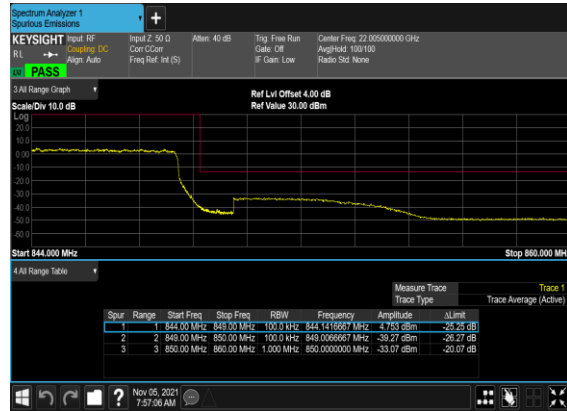 Spectrum Analyzer 1
Spurious Emissions
KEYSIGHT Input: RF Input Z: 50 Ω Atten: 40 dB Trig: Free Run Center Freq: 22.005000000 GHz
RL Coupling: DC Corr CCorr Gate: Off Avg|Hold: 100/100
Align: Auto Freq Ref: Int (S) IF Gain: Low Radio Std: None
LW PASS
3 All Range Graph
Ref Lvl Offset 4.00 dB
Scale/Div 10.0 dB Ref Value 30.00 dBm
Log
20.0
10.0
0.00
-10.0
-20.0
-30.0
-40.0
-50.0
-60.0
Start 844.000 MHz Stop 860.000 MH
4 All Range Table
Measure Trace Trace 1
Trace Type Trace Average (Active)
Spur Range Start Freq Stop Freq RBW Frequency Amplitude ΔLimit
1 1 844.00 MHz 849.00 MHz 100.0 kHz 844.1416667 MHz 4.753 dBm -25.25 dB
2 2 849.00 MHz 850.00 MHz 100.0 kHz 849.0066667 MHz -39.27 dBm -26.27 dB
3 3 850.00 MHz 860.00 MHz 1.000 MHz 850.0000000 MHz -33.07 dBm -20.07 dB
? Nov 05, 2021
7:57:06 AM